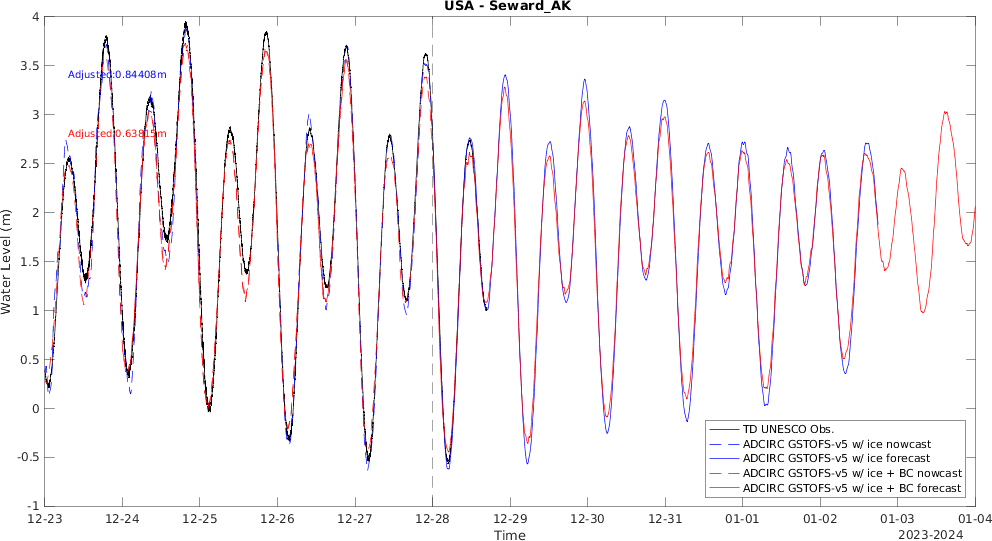 USA - Seward_AK
4
3.5
3
2.5
2
1.5
1
0.5
0
-0.5
-1
Water Level (m)
Adjusted:0.84408m
Adjusted:0.63815m
TD UNESCO Obs.
ADCIRC GSTOFS-v5 w/ ice nowcast
ADCIRC GSTOFS-v5 w/ ice forecast
ADCIRC GSTOFS-v5 w/ ice + BC nowcast
ADCIRC GSTOFS-v5 w/ ice + BC forecast
12-23 12-24 12-25 12-26 12-27 12-28 12-29 12-30 12-31 01-01 01-02 01-03 01-04
Time
2023-2024